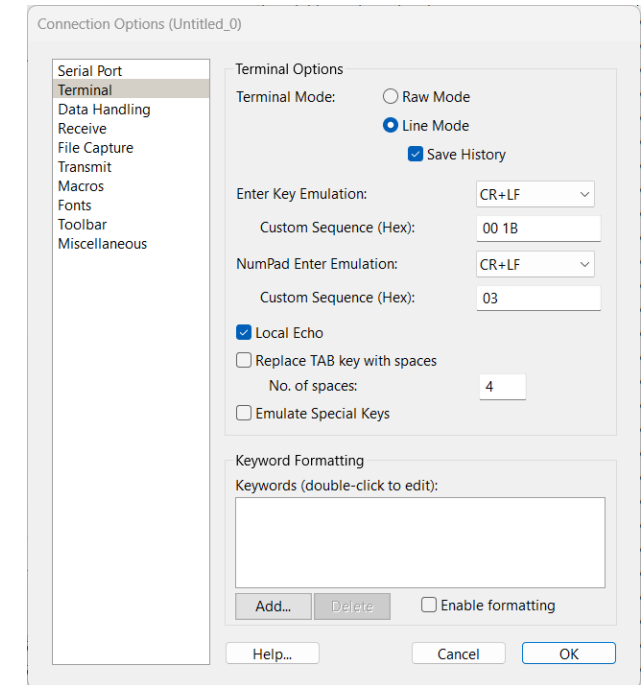 Connection Options (Untitled_0)
Serial Port
Terminal
Data Handling
Receive
File Capture
Transmit
Macros
Fonts
Toolbar
Miscellaneous
Terminal Options
Terminal Mode: Raw Mode
Line Mode
Save History
Enter Key Emulation: CR+LF
Custom Sequence (Hex): 00 1B
NumPad Enter Emulation: CR+LF
Custom Sequence (Hex): 03
Local Echo
Replace TAB key with spaces
No. of spaces: 4
Emulate Special Keys
Keyword Formatting
Keywords (double-click to edit):
Add... Delete Enable formatting
Help... Cancel OK